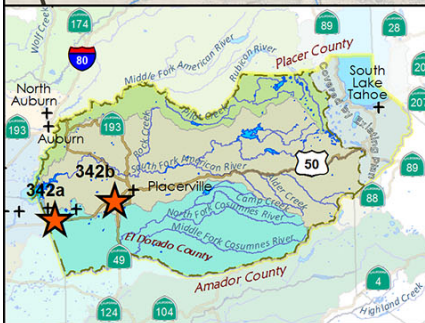 174
89
28
Wolf Creek
Placer County
80
Rubicon River
Middle Fork American River
South
Lake
Tahoe
North
Auburn
207
193
Auburn
193
South Fork American River
50
342b
Placerville
89
342a
Camp Creek
88
North Fork Cosumnes River
Middle Fork Cosumnes River
El Dorado County
49
Amador County
4
124
104
Highland Creek